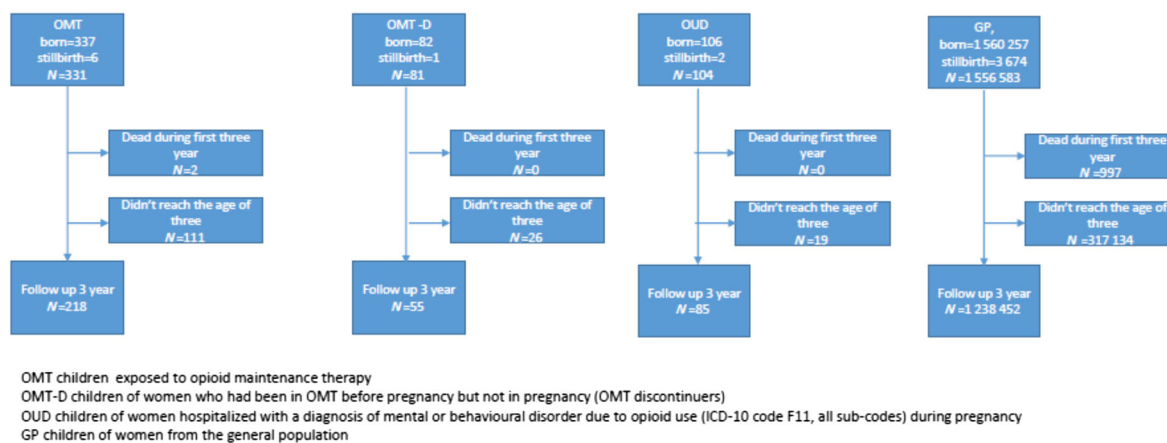 OMT
born=337
stillbirth=6
N=331
OMT -D
born=82
stillbirth=1
N=81
OUD
born=106
stillbirth=2
N=104
GP,
born=1 560 257
stillbirth=3 674
N=1 556 583
Dead during first three
year
N=2
Dead during first three
year
N=0
Dead during first three
year
N=0
Dead during first three
year
N=997
Didn't reach the age of
three
N=111
Didn't reach the age of
three
N=26
Didn't reach the age of
three
N=19
Didn't reach the age of
three
N=317 134
Follow up 3 year
N=218
Follow up 3 year
N=55
Follow up 3 year
N=85
Follow up 3 year
N=1 238 452
OMT children exposed to opioid maintenance therapy
OMT-D children of women who had been in OMT before pregnancy but not in pregnancy (OMT discontinuers)
OUD children of women hospitalized with a diagnosis of mental or behavioural disorder due to opioid use (ICD-10 code F11, all sub-codes) during pregnancy
GP children of women from the general population